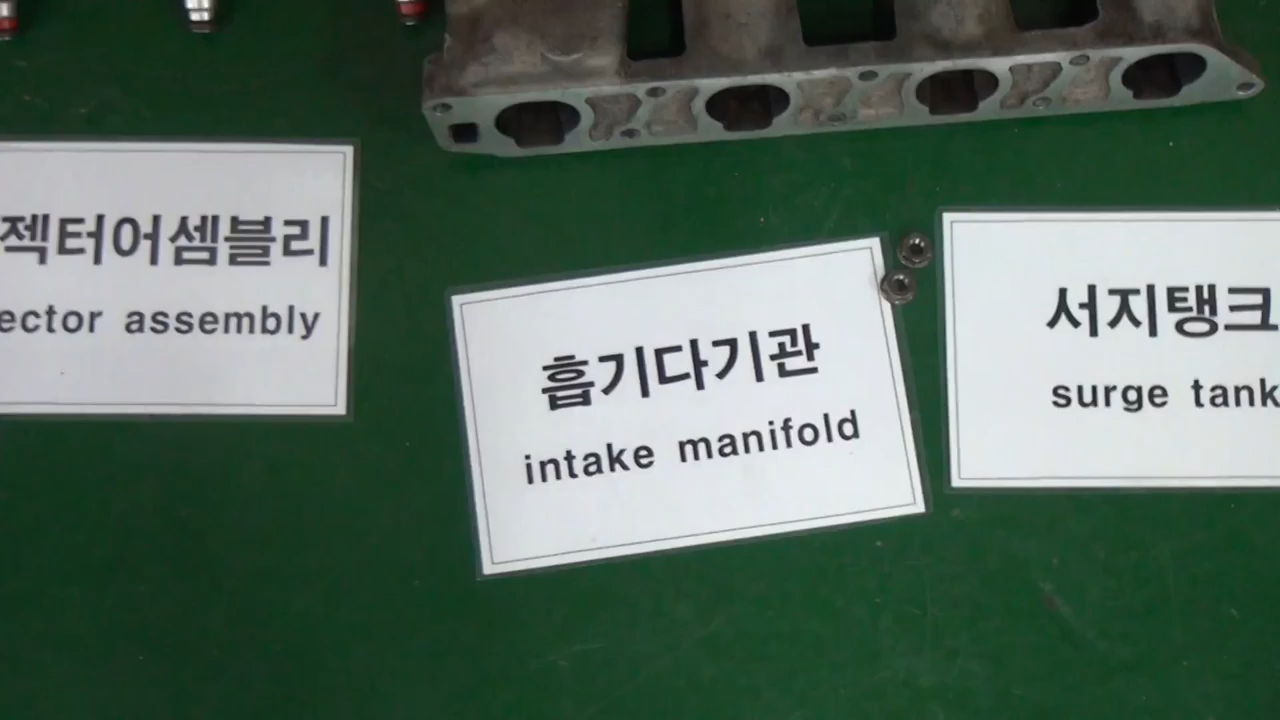 젝터어셈블리
ector assembly
흡기다기관
intake manifold
서지탱크
surge tank